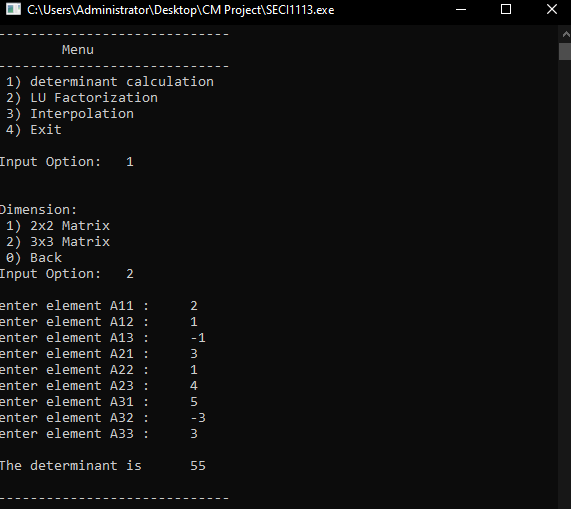 C:\Users\Administrator\Desktop\CM Project\SECI1113.exe
-----------------------------
Menu
-----------------------------
1) determinant calculation
2) LU Factorization
3) Interpolation
4) Exit
Input Option: 1
Dimension:
1) 2x2 Matrix
2) 3x3 Matrix
0) Back
Input Option: 2
enter element A11 : 2
enter element A12 : 1
enter element A13 : -1
enter element A21 : 3
enter element A22 : 1
enter element A23 : 4
enter element A31 : 5
enter element A32 : -3
enter element A33 : 3
The determinant is 55
-----------------------------